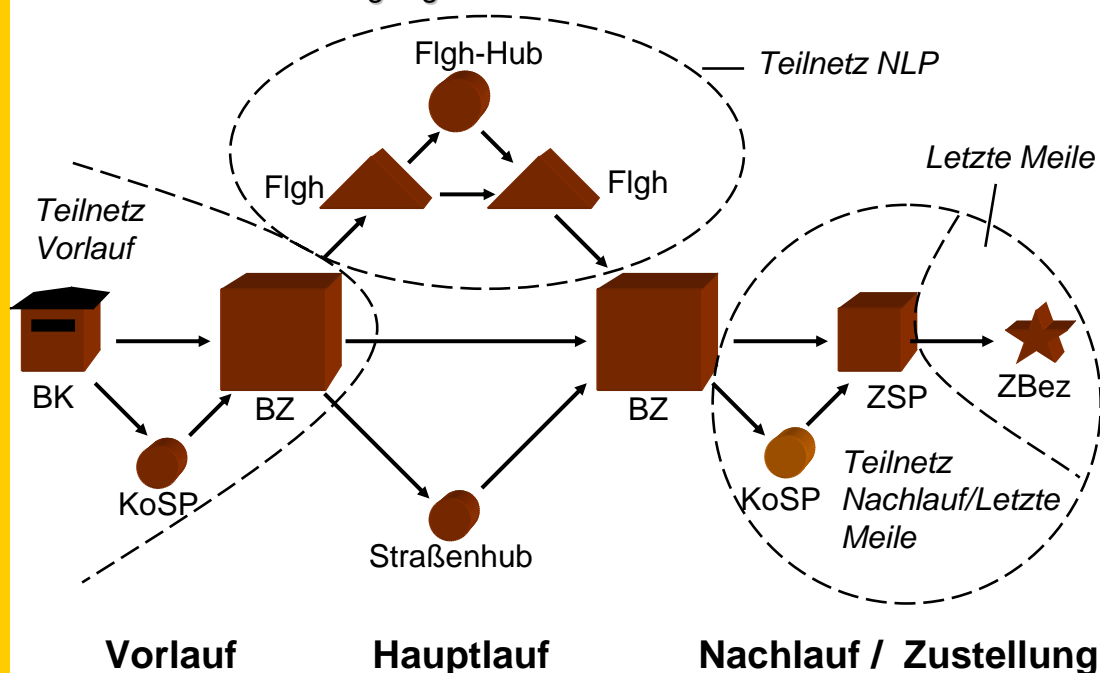 Flgh-Hub
Teilnetz NLP
Letzte Meile
Flgh
Flgh
Teilnetz
Vorlauf
BK
BZ
BZ
ZSP
ZBez
KoSP
KoSP
Teilnetz
Nachlauf/Letzte
Meile
Straßenhub
Vorlauf
Hauptlauf
Nachlauf / Zustellung